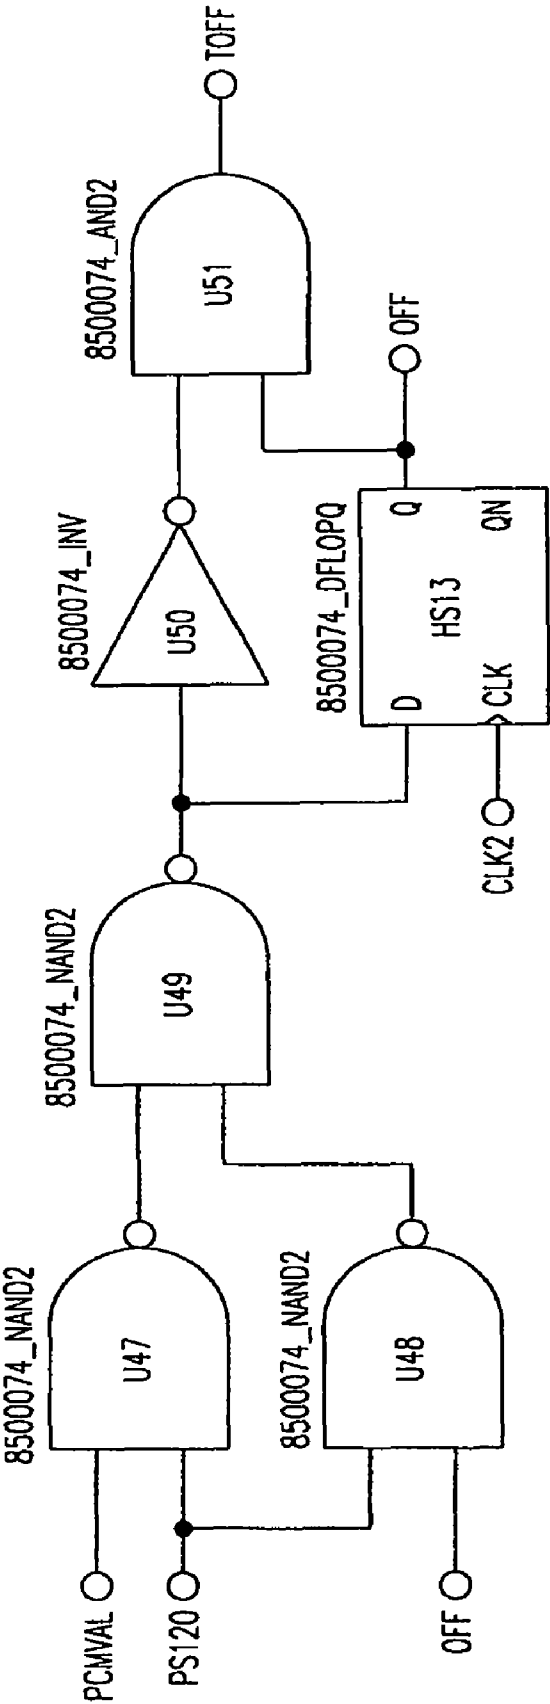 8500074_NAND2
U47
PCMVAL
PS120
8500074_NAND2
U48
OFF
8500074_NAND2
U49
8500074_INV
U50
8500074_AND2
U51
TOFF
8500074_DFLOPQ
D
Q
HS13
CLK
QN
CLK2
OFF